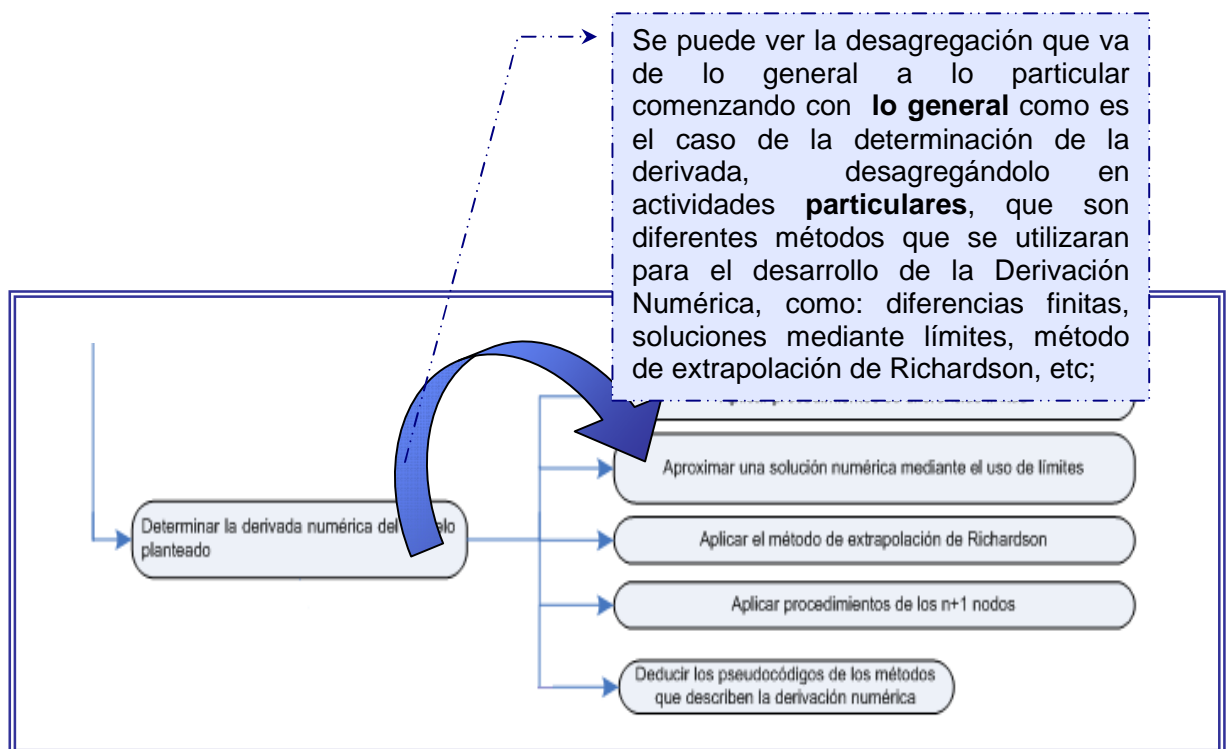 Se puede ver la desagregación que va
de lo general a lo particular
comenzando con lo general como es
el caso de la determinación de la
derivada, desagregándolo en
actividades particulares, que son
diferentes métodos que se utilizaran
para el desarrollo de la Derivación
Numérica, como: diferencias finitas,
soluciones mediante límites, método
de extrapolación de Richardson, etc;
Aproximar una solución numérica mediante el uso de límites
Determinar la derivada numérica del elo
planteado
Aplicar el método de extrapolación de Richardson
Aplicar procedimientos de los n+1 nodos
Deducir los pseudocódigos de los métodos
que describen la derivación numérica